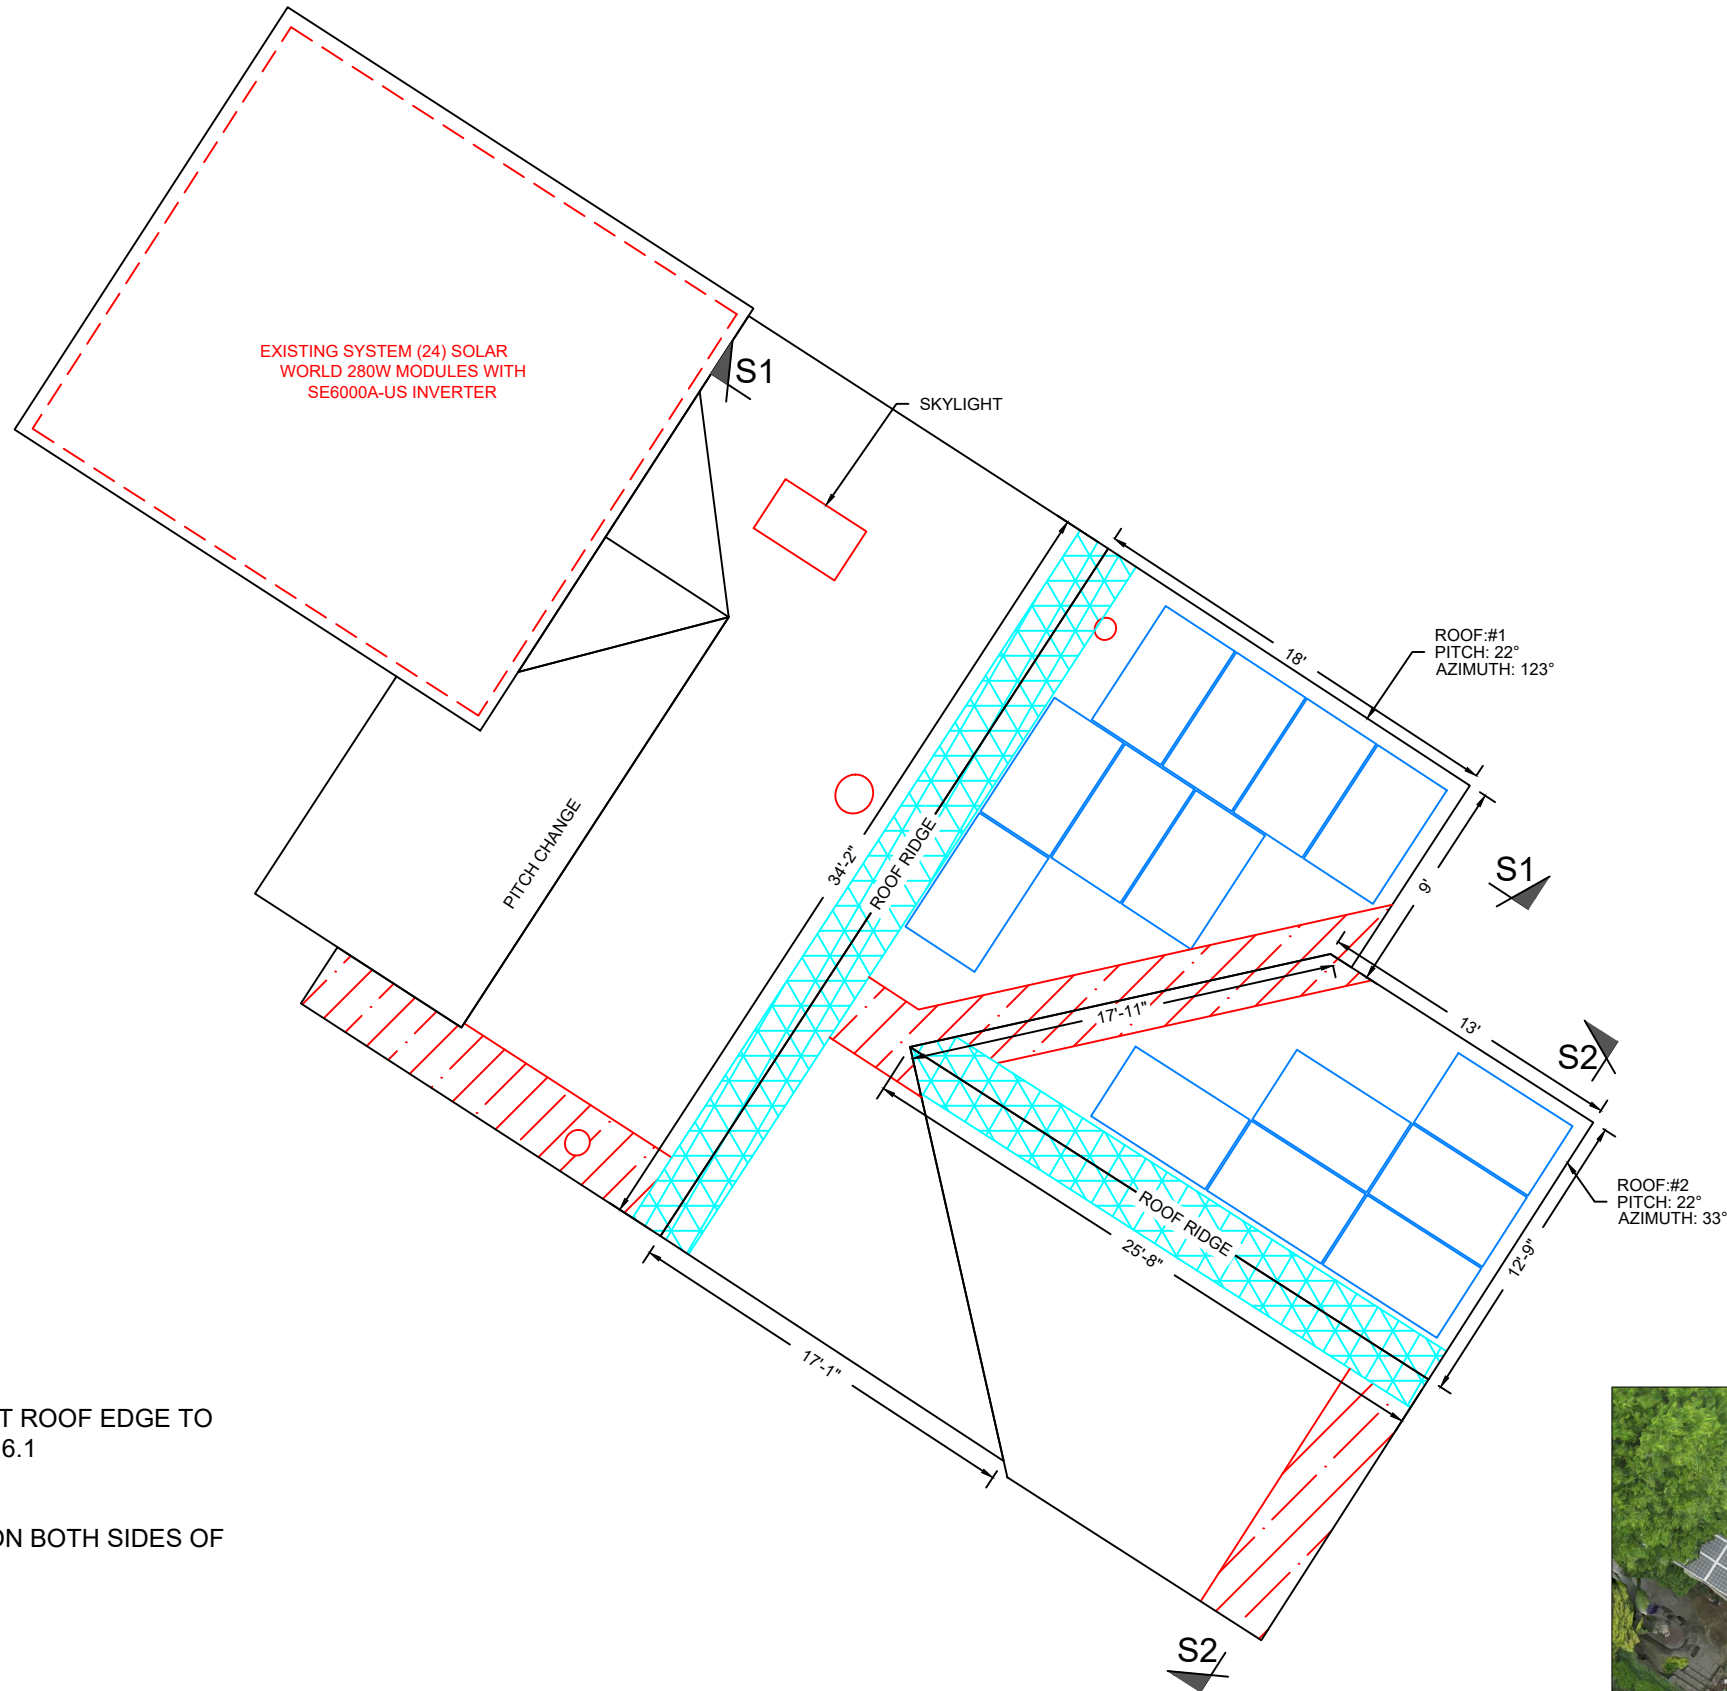 EXISTING SYSTEM (24) SOLAR
WORLD 280W MODULES WITH
SE6000A-US INVERTER
S1
SKYLIGHT
18'
ROOF:#1
PITCH: 22°
AZIMUTH: 123°
PITCH CHANGE
34'-2"
ROOF RIDGE
9'
S1
17'-11"
13'
S2
ROOF RIDGE
25'-8"
ROOF:#2
PITCH: 22°
AZIMUTH: 33°
12'-9"
17'-1"
T ROOF EDGE TO
6.1
ON BOTH SIDES OF
S2